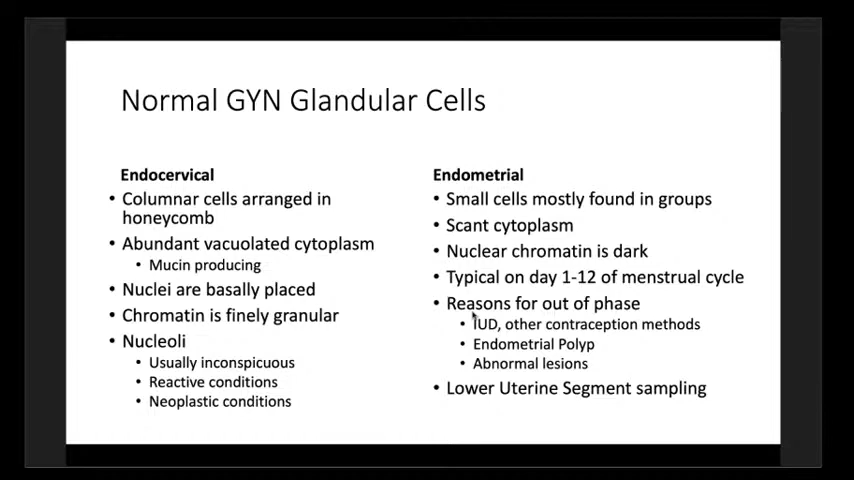 Normal GYN Glandular Cells
Endocervical
• Columnar cells arranged in
honeycomb
• Abundant vacuolated cytoplasm
• Mucin producing
• Nuclei are basally placed
• Chromatin is finely granular
• Nucleoli
• Usually inconspicuous
• Reactive conditions
• Neoplastic conditions
Endometrial
• Small cells mostly found in groups
• Scant cytoplasm
• Nuclear chromatin is dark
• Typical on day 1-12 of menstrual cycle
• Reasons for out of phase
• IUD, other contraception methods
• Endometrial Polyp
• Abnormal lesions
• Lower Uterine Segment sampling